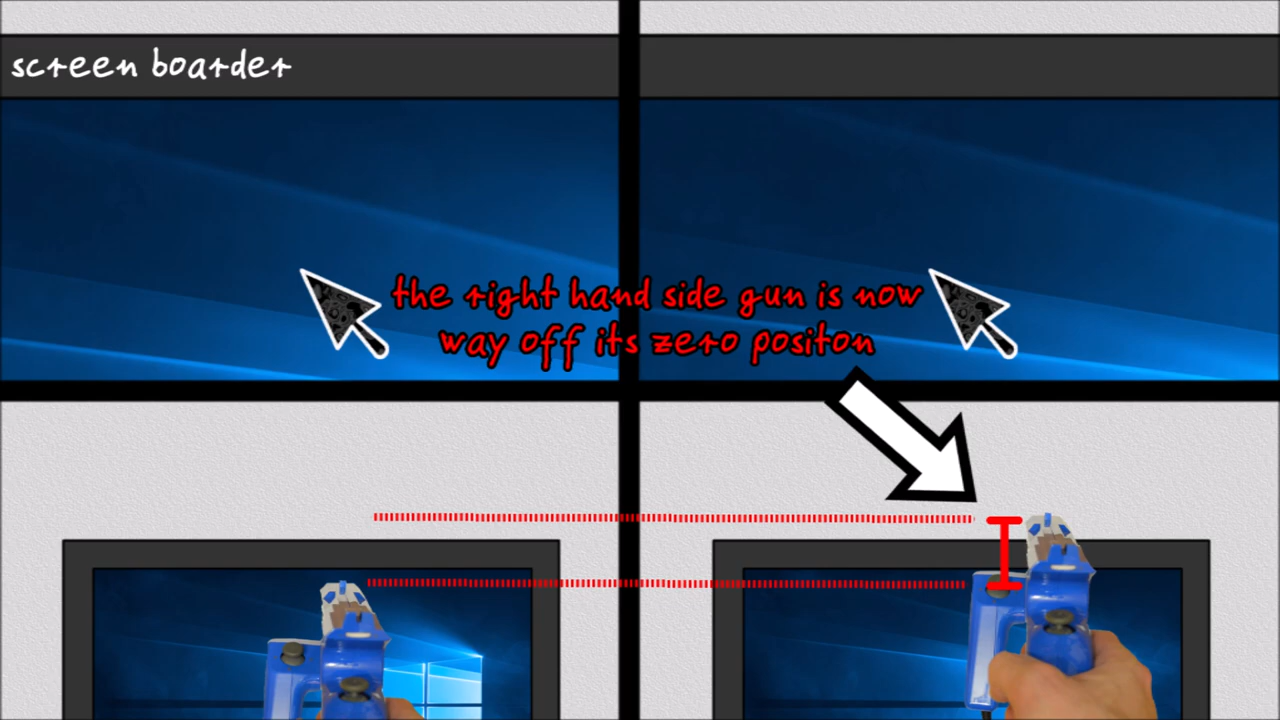 screen boarder
the right hand side gun is now
way off its zero positon